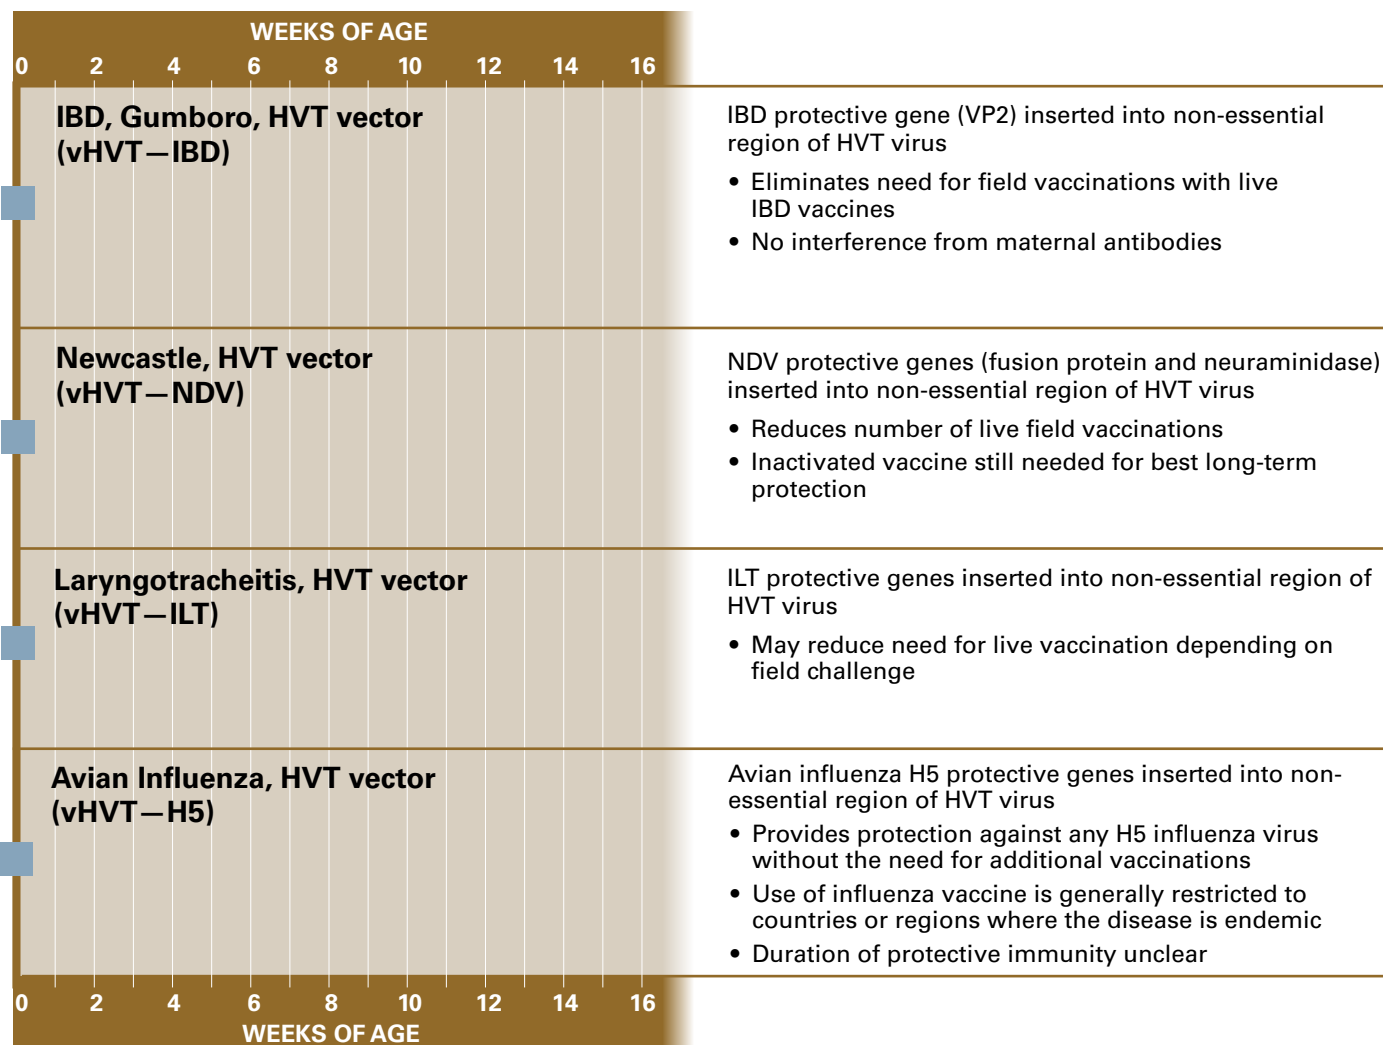 WEEKS OF AGE
0 2 4 6 8 10 12 14 16
IBD, Gumboro, HVT vector
(vHVT—IBD)
IBD protective gene (VP2) inserted into non-essential
region of HVT virus
• Eliminates need for field vaccinations with live
IBD vaccines
• No interference from maternal antibodies
Newcastle, HVT vector
(vHVT—NDV)
NDV protective genes (fusion protein and neuraminidase)
inserted into non-essential region of HVT virus
• Reduces number of live field vaccinations
• Inactivated vaccine still needed for best long-term
protection
Laryngotracheitis, HVT vector
(vHVT—ILT)
ILT protective genes inserted into non-essential region of
HVT virus
• May reduce need for live vaccination depending on
field challenge
Avian Influenza, HVT vector
(vHVT—H5)
Avian influenza H5 protective genes inserted into non-
essential region of HVT virus
• Provides protection against any H5 influenza virus
without the need for additional vaccinations
• Use of influenza vaccine is generally restricted to
countries or regions where the disease is endemic
• Duration of protective immunity unclear
0 2 4 6 8 10 12 14 16
WEEKS OF AGE